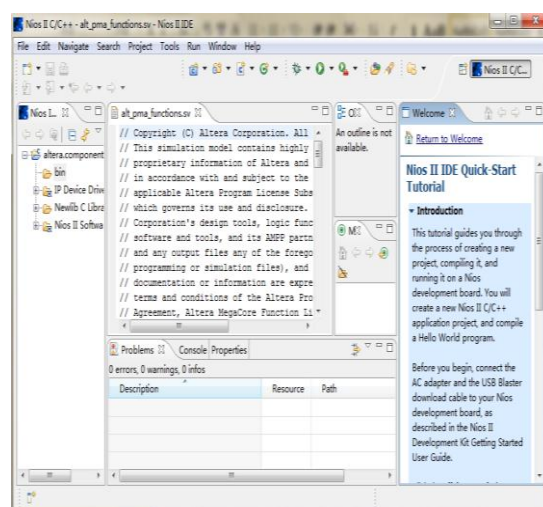 Nios II C/C++ - alt_pma_functions.sv - Nios II IDE
File Edit Navigate Search Project Tools Run Window Help
Nios II C/C...
Nios I...
altera.component
bin
IP Device Drive
Newlib C Libra
Nios II Softwa
alt_pma_functions.sv
// Copyright (C) Altera Corporation. All
// This simulation model contains highly
// proprietary information of Altera and
// in accordance with and subject to the
// applicable Altera Program License Subs
// which governs its use and disclosure.
// Corporation's design tools, logic func
// software and tools, and its AMPP partn
// and any output files any of the forego
// programming or simulation files), and
// documentation or information are expre
// terms and conditions of the Altera Pro
// Agreement, Altera MegaCore Function Li
An outline is not
available.
Problems Console Properties
0 errors, 0 warnings, 0 infos
Description Resource Path
Welcome
Return to Welcome
Nios II IDE Quick-Start
Tutorial
Introduction
This tutorial guides you through
the process of creating a new
project, compiling it, and
running it on a Nios
development board. You will
create a new Nios II C/C++
application project, and compile
a Hello World program.
Before you begin, connect the
AC adapter and the USB Blaster
download cable to your Nios
development board, as
described in the Nios II
Development Kit Getting Started
User Guide.